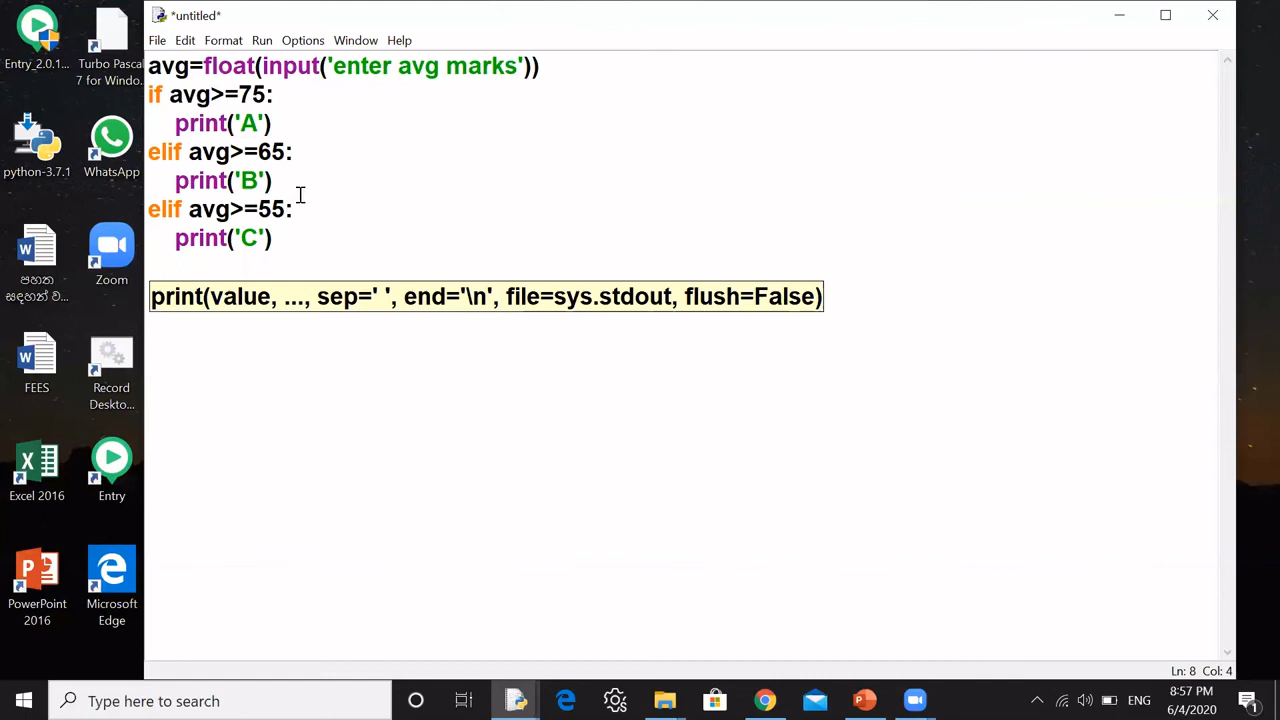 *untitled*
File Edit Format Run Options Window Help
avg=float(input('enter avg marks'))
if avg>=75:
    print('A')
elif avg>=65:
    print('B')
elif avg>=55:
    print('C')
print(value, ..., sep=' ', end='\n', file=sys.stdout, flush=False)
Ln: 8 Col: 4
Entry_2.0.1...
Turbo Pascal
7 for Windo...
python-3.7.1
WhatsApp
පහත
සඳහන් ව...
Zoom
FEES
Record
Deskto...
Excel 2016
Entry
PowerPoint
2016
Microsoft
Edge
Type here to search
ENG
8:57 PM
6/4/2020
1